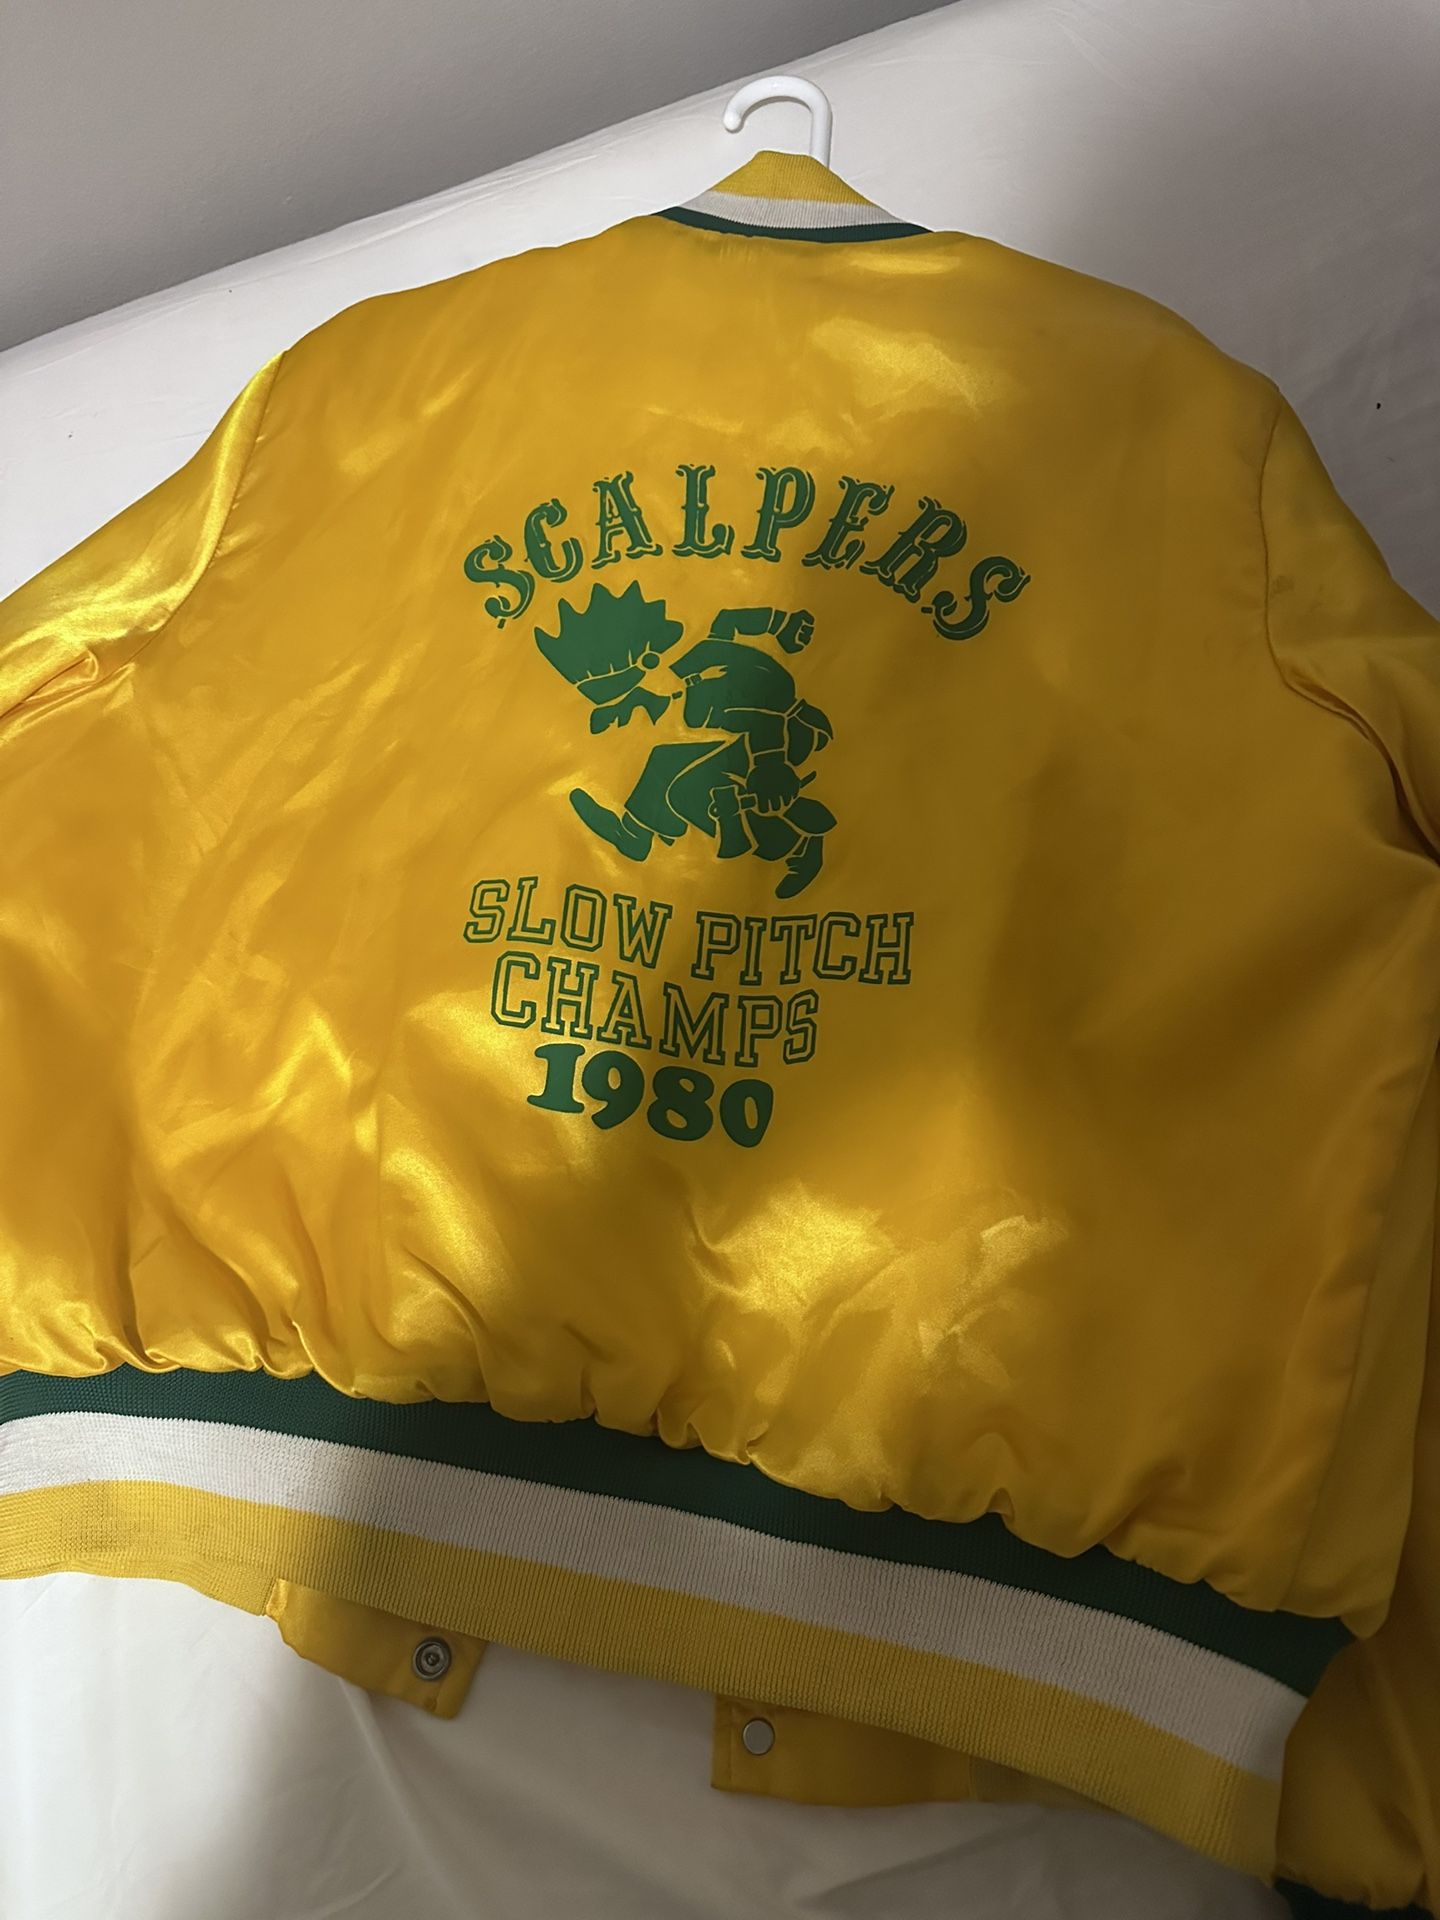 SCALPERS
SLOW PITCH
CHAMPS
1980